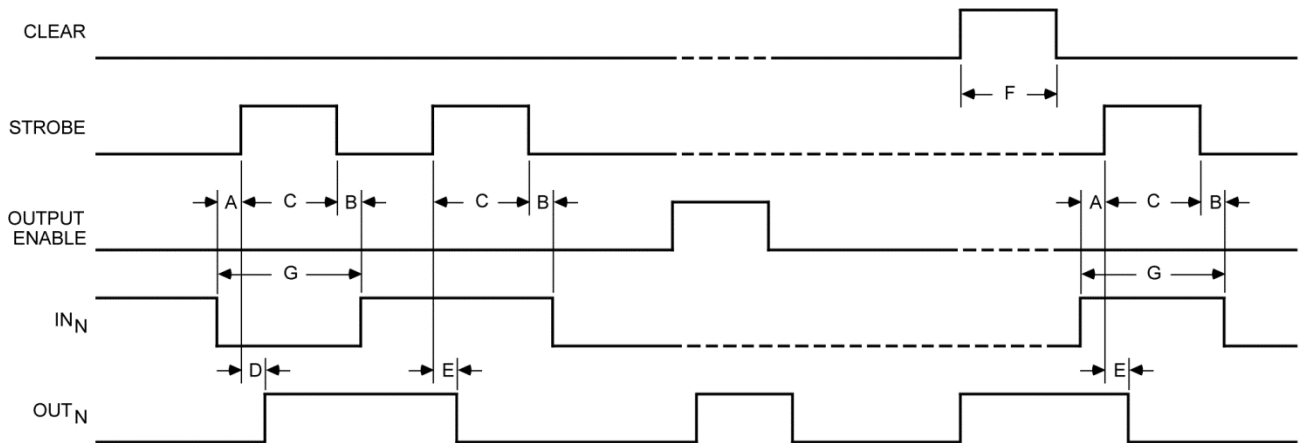 CLEAR
F
STROBE
A C B C B A C B
OUTPUT
ENABLE
G G
IN_N
D E E
OUT_N